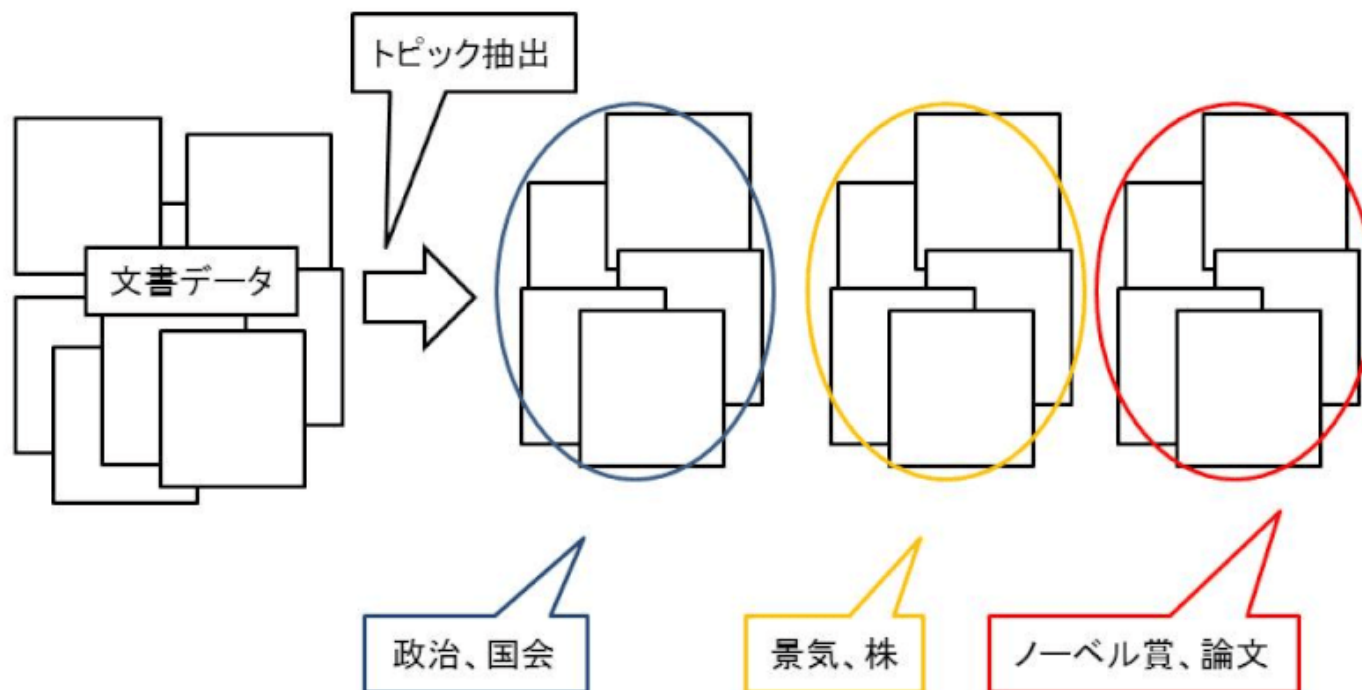 トピック抽出
文書データ
政治、国会
景気、株
ノーベル賞、論文